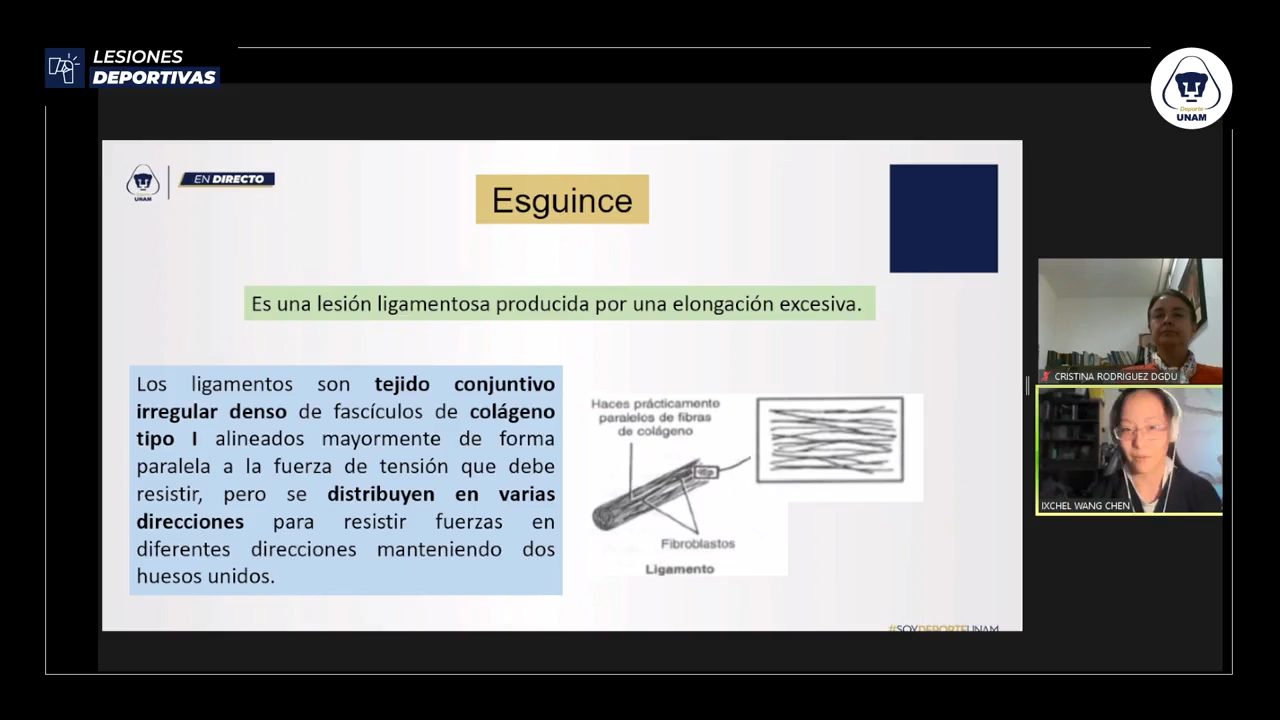 LESIONES
DEPORTIVAS
Deporte
UNAM
UNAM
EN DIRECTO
Esguince
Es una lesión ligamentosa producida por una elongación excesiva.
Los ligamentos son tejido conjuntivo
irregular denso de fascículos de colágeno
tipo I alineados mayormente de forma
paralela a la fuerza de tensión que debe
resistir, pero se distribuyen en varias
direcciones para resistir fuerzas en
diferentes direcciones manteniendo dos
huesos unidos.
Haces prácticamente
paralelos de fibras
de colágeno
Fibroblastos
Ligamento
#SOYDEPORTEUNAM
CRISTINA RODRIGUEZ DGDU
IXCHEL WANG CHEN